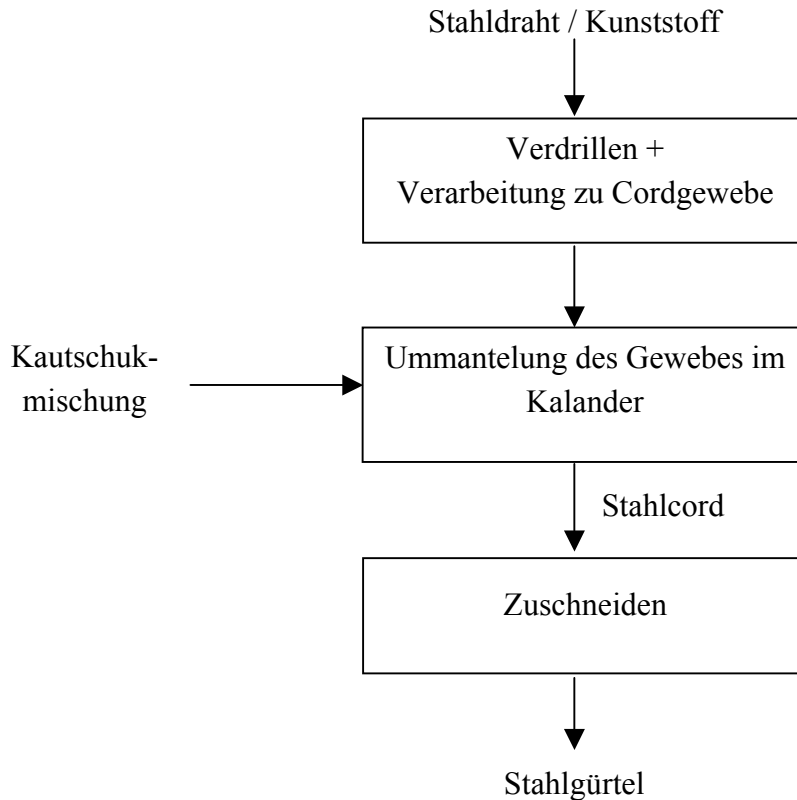 Stahldraht / Kunststoff
Verdrillen +
Verarbeitung zu Cordgewebe
Kautschuk-
mischung
Ummantelung des Gewebes im
Kalander
Stahlcord
Zuschneiden
Stahlgürtel